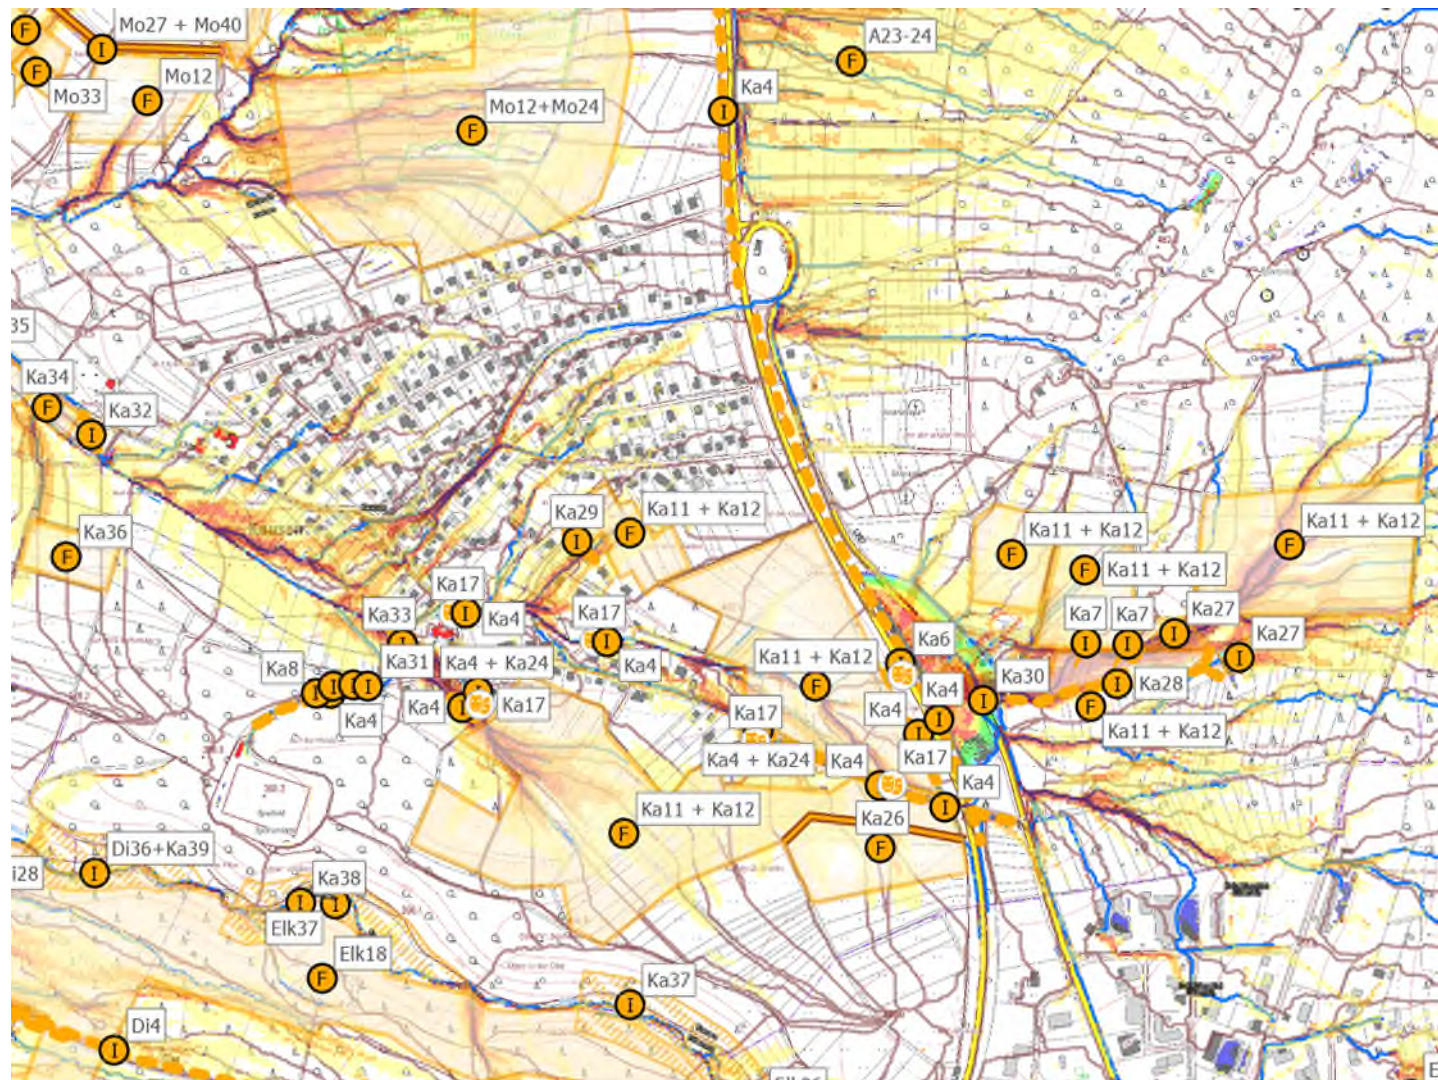 F
Mo27 + Mo40
I
A23-24
F
F
Mo33
Mo12
F
Mo12+Mo24
F
Ka4
I
35
Ka34
F
Ka32
I
Ka36
F
Ka29
I
Ka11 + Ka12
F
Ka11 + Ka12
F
Ka11 + Ka12
F
Ka11 + Ka12
F
Ka17
I
Ka4
Ka33
I
Ka17
I
Ka4
Ka7
I
Ka7
I
Ka27
I
Ka27
I
Ka6
Ka8
I
I
I
I
Ka31
Ka4 + Ka24
Ka11 + Ka12
F
Ka30
I
Ka28
I
Ka4
Ka4
I
Ka17
Ka4
I
Ka4
I
F
Ka11 + Ka12
Ka17
Ka4 + Ka24
Ka4
Ka17
Ka4
I
Ka11 + Ka12
F
Ka26
F
i28
Di36+Ka39
I
Ka38
I
I
Elk37
Elk18
F
Ka37
I
Di4
I